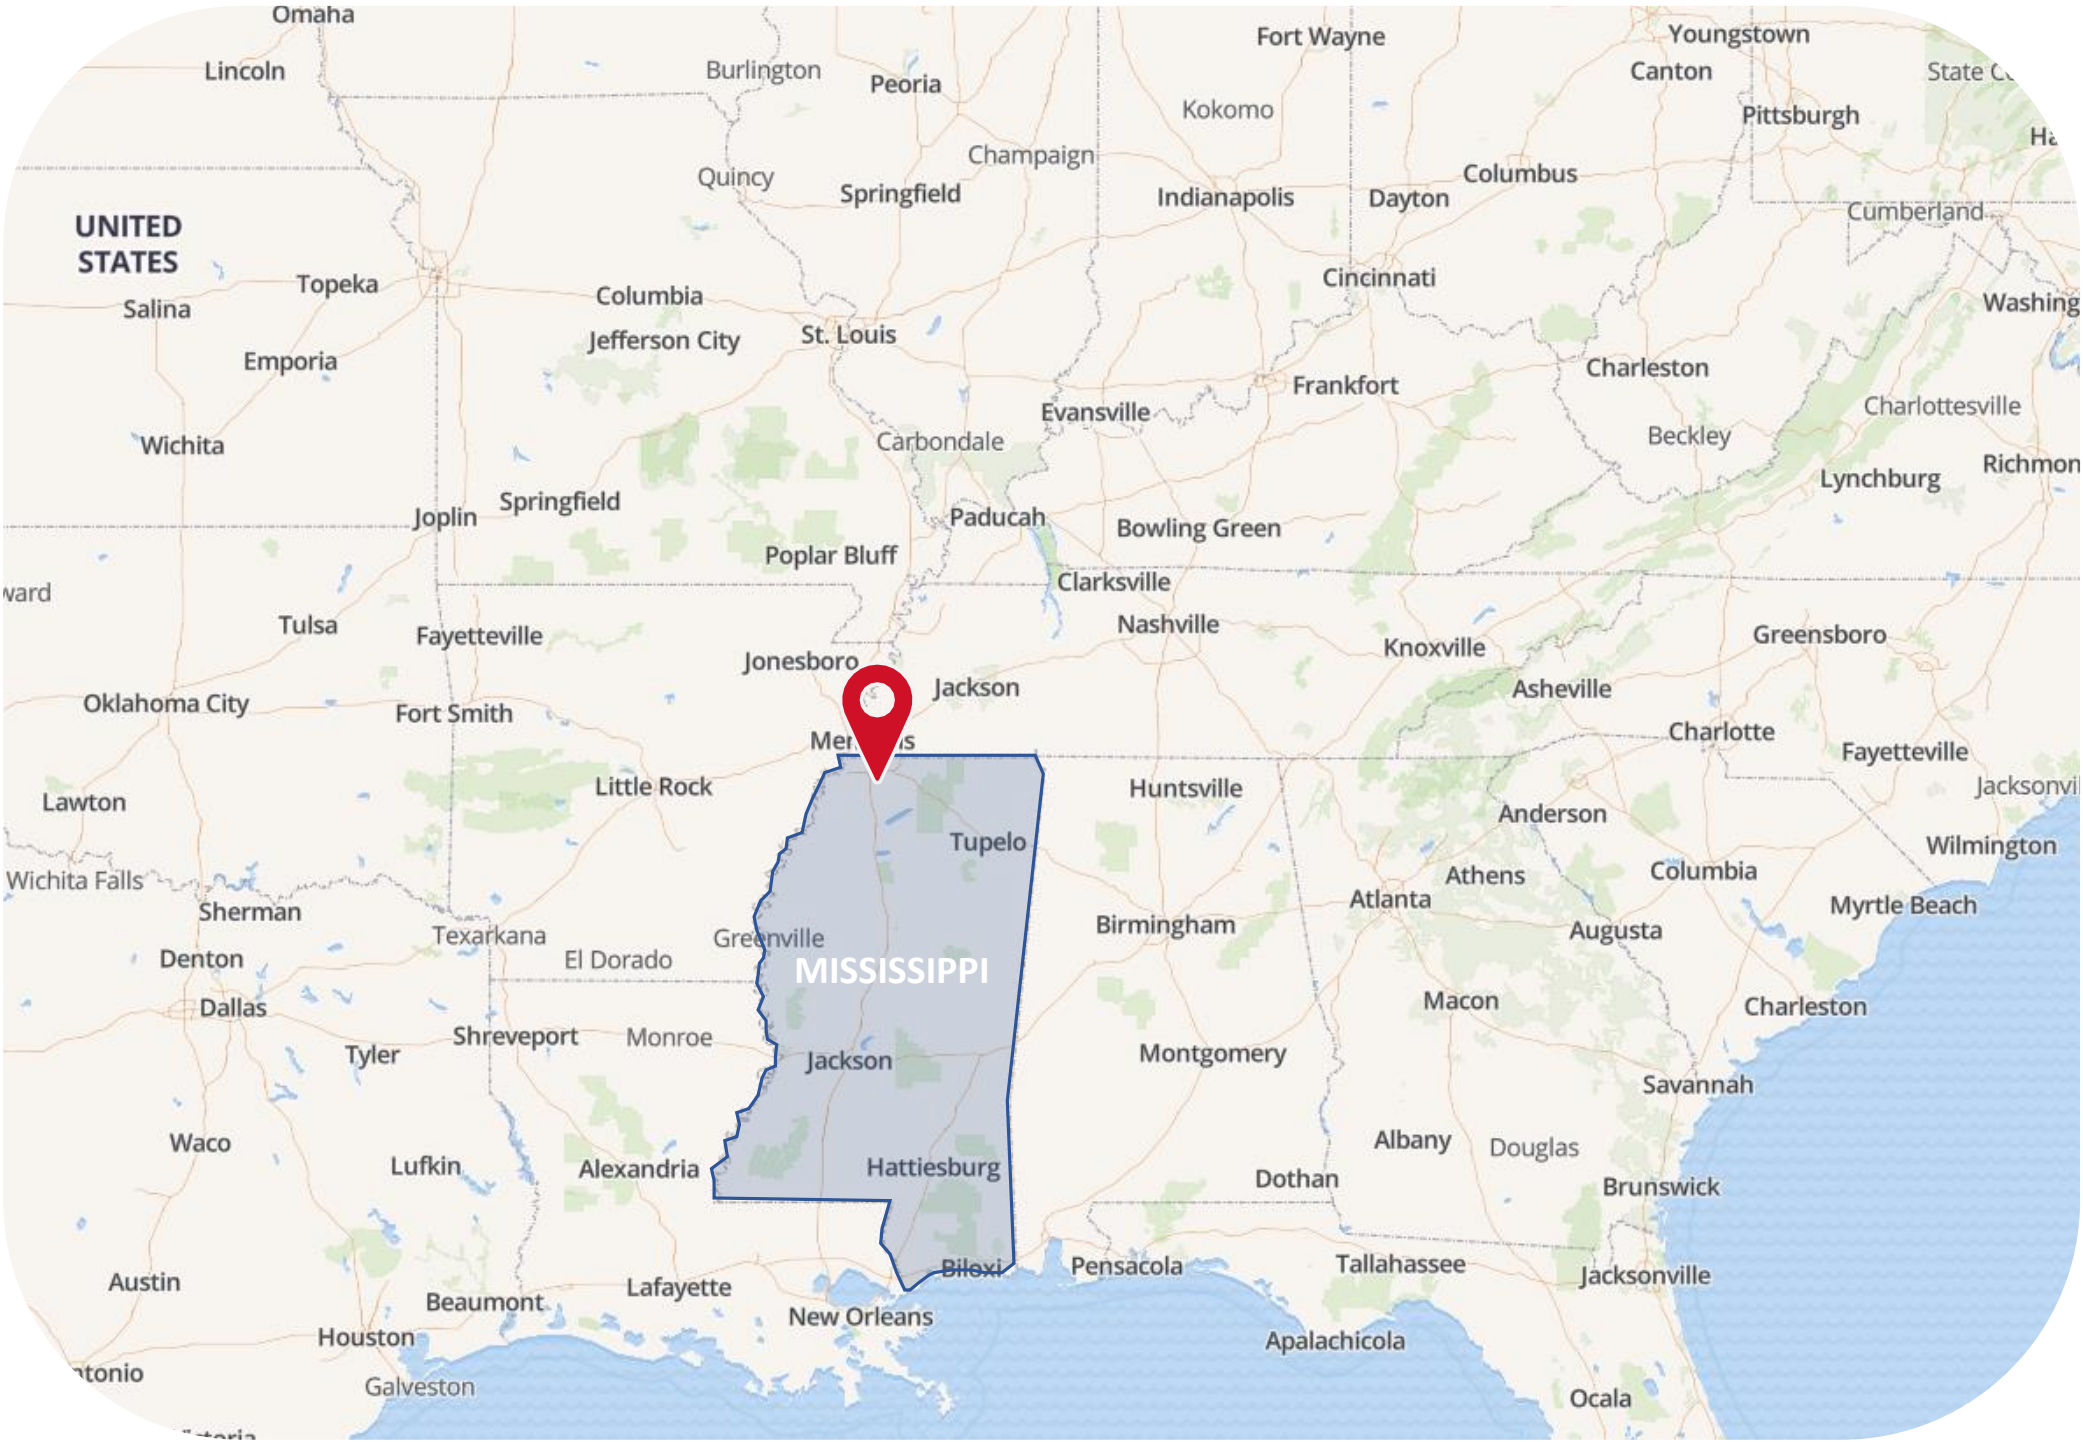 Omaha
Fort Wayne
Youngstown
Lincoln
Burlington
Peoria
Canton
State C
Kokomo
Pittsburgh
Ha
Champaign
Quincy
Springfield
Indianapolis
Dayton
Columbus
UNITED
STATES
Cumberland
Topeka
Columbia
Cincinnati
Salina
Washing
Jefferson City
St. Louis
Emporia
Frankfort
Charleston
Evansville
Charlottesville
Wichita
Carbondale
Beckley
Richmon
Lynchburg
Joplin
Springfield
Paducah
Bowling Green
Poplar Bluff
Clarksville
ward
Tulsa
Fayetteville
Nashville
Greensboro
Knoxville
Jonesboro
Jackson
Asheville
Oklahoma City
Fort Smith
Charlotte
Mem is
Fayetteville
Little Rock
Huntsville
Jacksonvil
Lawton
Anderson
Tupelo
Wilmington
Wichita Falls
Athens
Columbia
Sherman
Atlanta
Myrtle Beach
Texarkana
Greenville
Birmingham
Augusta
Denton
El Dorado
MISSISSIPPI
Dallas
Macon
Charleston
Shreveport
Monroe
Tyler
Jackson
Montgomery
Savannah
Waco
Albany
Douglas
Lufkin
Alexandria
Hattiesburg
Dothan
Brunswick
Austin
Lafayette
Biloxi
Pensacola
Tallahassee
Jacksonville
Beaumont
New Orleans
Houston
Apalachicola
ntonio
Galveston
Ocala